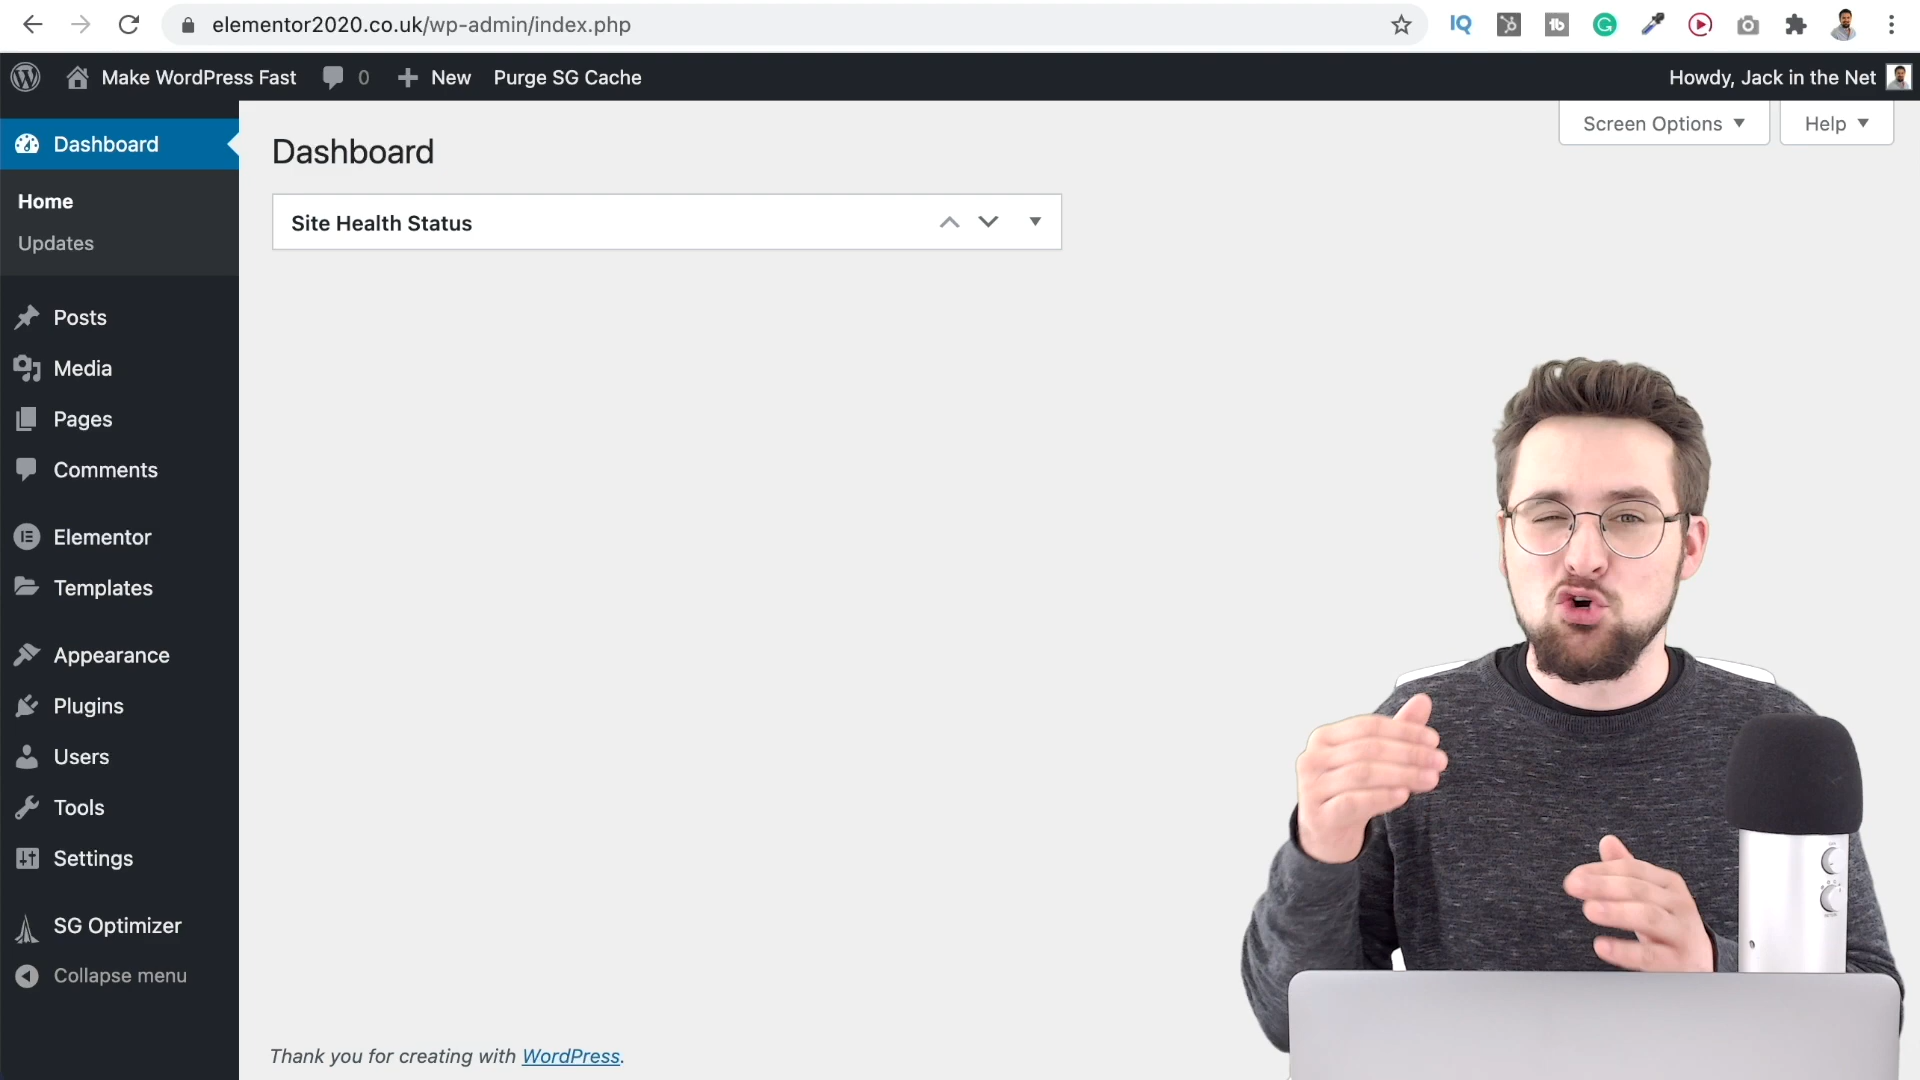 elementor2020.co.uk/wp-admin/index.php
IQ
tb
G
Make WordPress Fast
0
New
Purge SG Cache
Howdy, Jack in the Net
Screen Options
Help
Dashboard
Home
Updates
Posts
Media
Pages
Comments
Elementor
Templates
Appearance
Plugins
Users
Tools
Settings
SG Optimizer
Collapse menu
Dashboard
Site Health Status
Thank you for creating with WordPress.